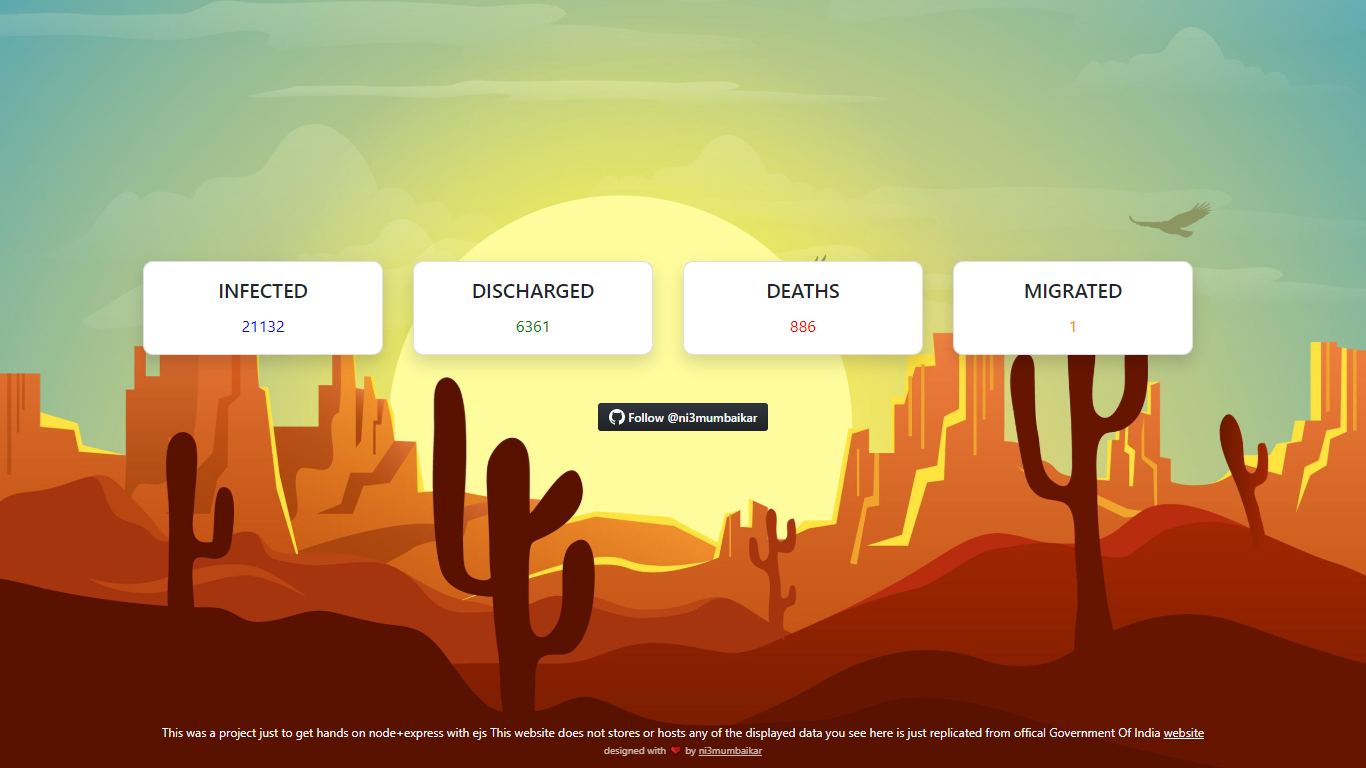 INFECTED
21132
DISCHARGED
6361
DEATHS
886
MIGRATED
1
Follow @ni3mumbaikar
This was a project just to get hands on node+express with ejs This website does not stores or hosts any of the displayed data you see here is just replicated from offical Government Of India website
designed with ❤ by ni3mumbaikar